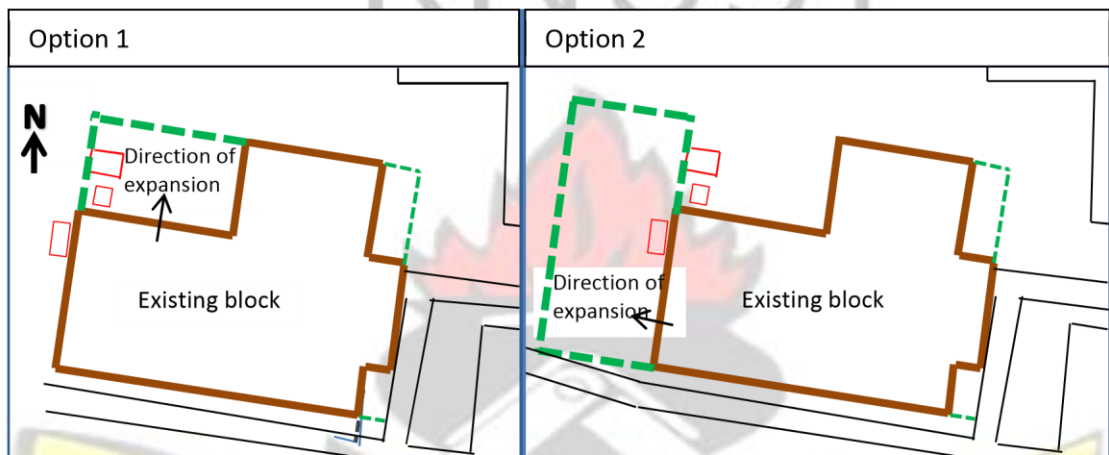 Option 1
Option 2
N
Direction of
expansion
Existing block
Direction of
expansion
Existing block